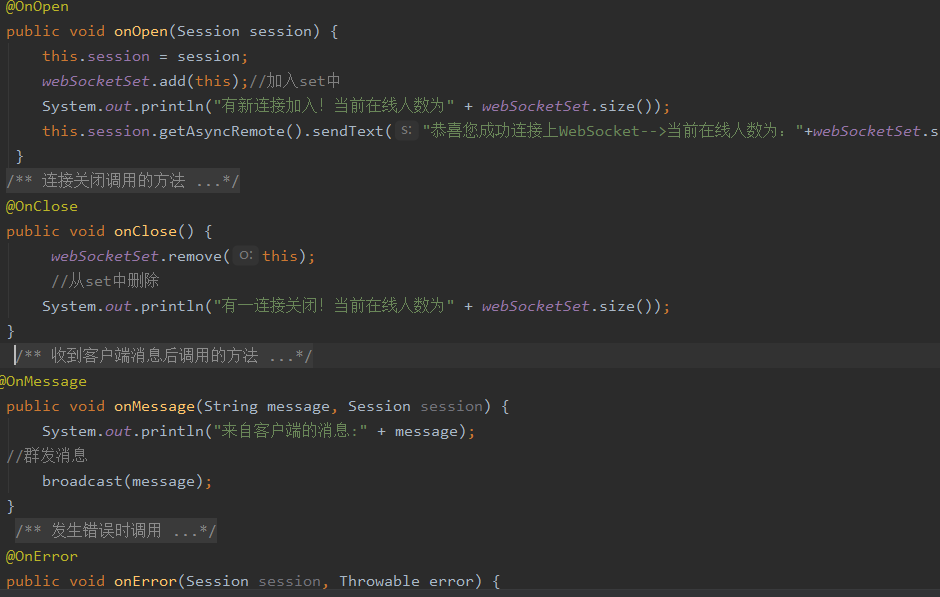 @OnOpen
public void onOpen(Session session) {
this.session = session;
webSocketSet.add(this);//加入set中
System.out.println("有新连接加入！当前在线人数为" + webSocketSet.size());
this.session.getAsyncRemote().sendText( s: "恭喜您成功连接上WebSocket-->当前在线人数为："+webSocketSet.s
}
/** 连接关闭调用的方法 ...*/
@OnClose
public void onClose() {
webSocketSet.remove( o: this);
//从set中删除
System.out.println("有一连接关闭！当前在线人数为" + webSocketSet.size());
}
/** 收到客户端消息后调用的方法 ...*/
@OnMessage
public void onMessage(String message, Session session) {
System.out.println("来自客户端的消息:" + message);
//群发消息
broadcast(message);
}
/** 发生错误时调用 ...*/
@OnError
public void onError(Session session, Throwable error) {